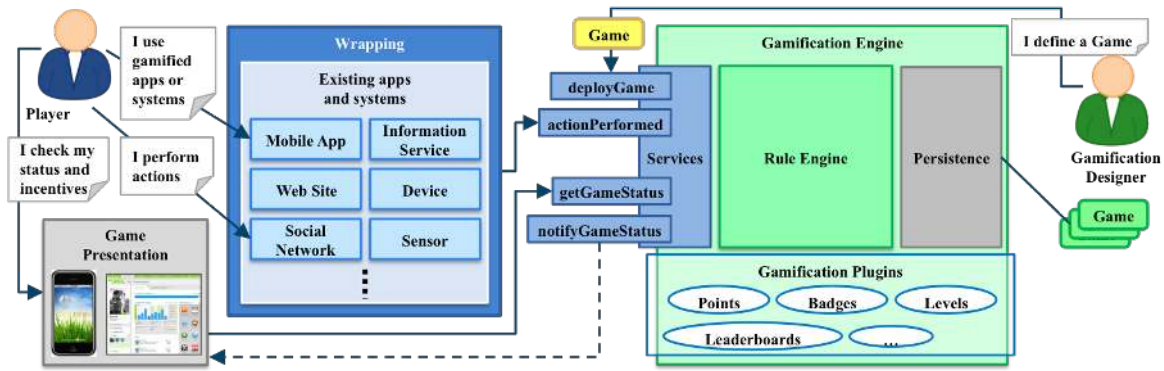 I use
gamified
apps or
systems
Player
I check my
status and
incentives
I perform
actions
Game
Presentation
Wrapping
Existing apps
and systems
Mobile App
Information
Service
Web Site
Device
Social
Network
Sensor
Game
deployGame
actionPerformed
getGameStatus
notifyGameStatus
Services
Gamification Engine
Rule Engine
Persistence
Gamification Plugins
Points
Badges
Levels
Leaderboards
...
I define a Game
Gamification
Designer
Game